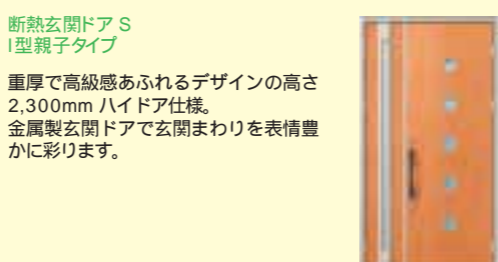 断熱玄関ドア S
I型親子タイプ
重厚で高級感あふれるデザインの高さ
2,300mm ハイドア仕様。
金属製玄関ドアで玄関まわりを表情豊
かに彩ります。